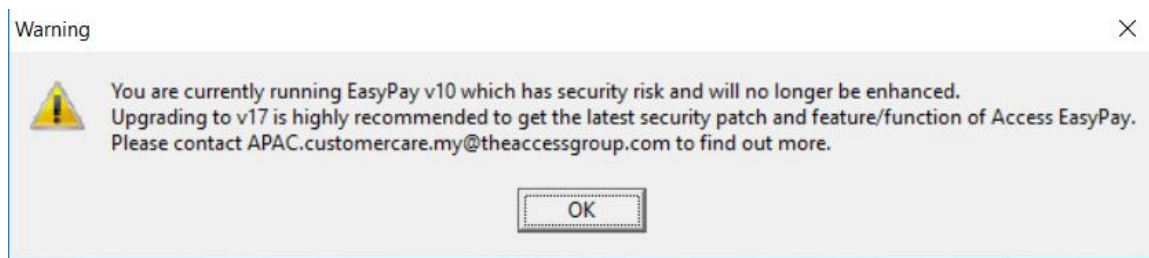 Warning
You are currently running EasyPay v10 which has security risk and will no longer be enhanced.
Upgrading to v17 is highly recommended to get the latest security patch and feature/function of Access EasyPay.
Please contact APAC.customercare.my@theaccessgroup.com to find out more.
OK